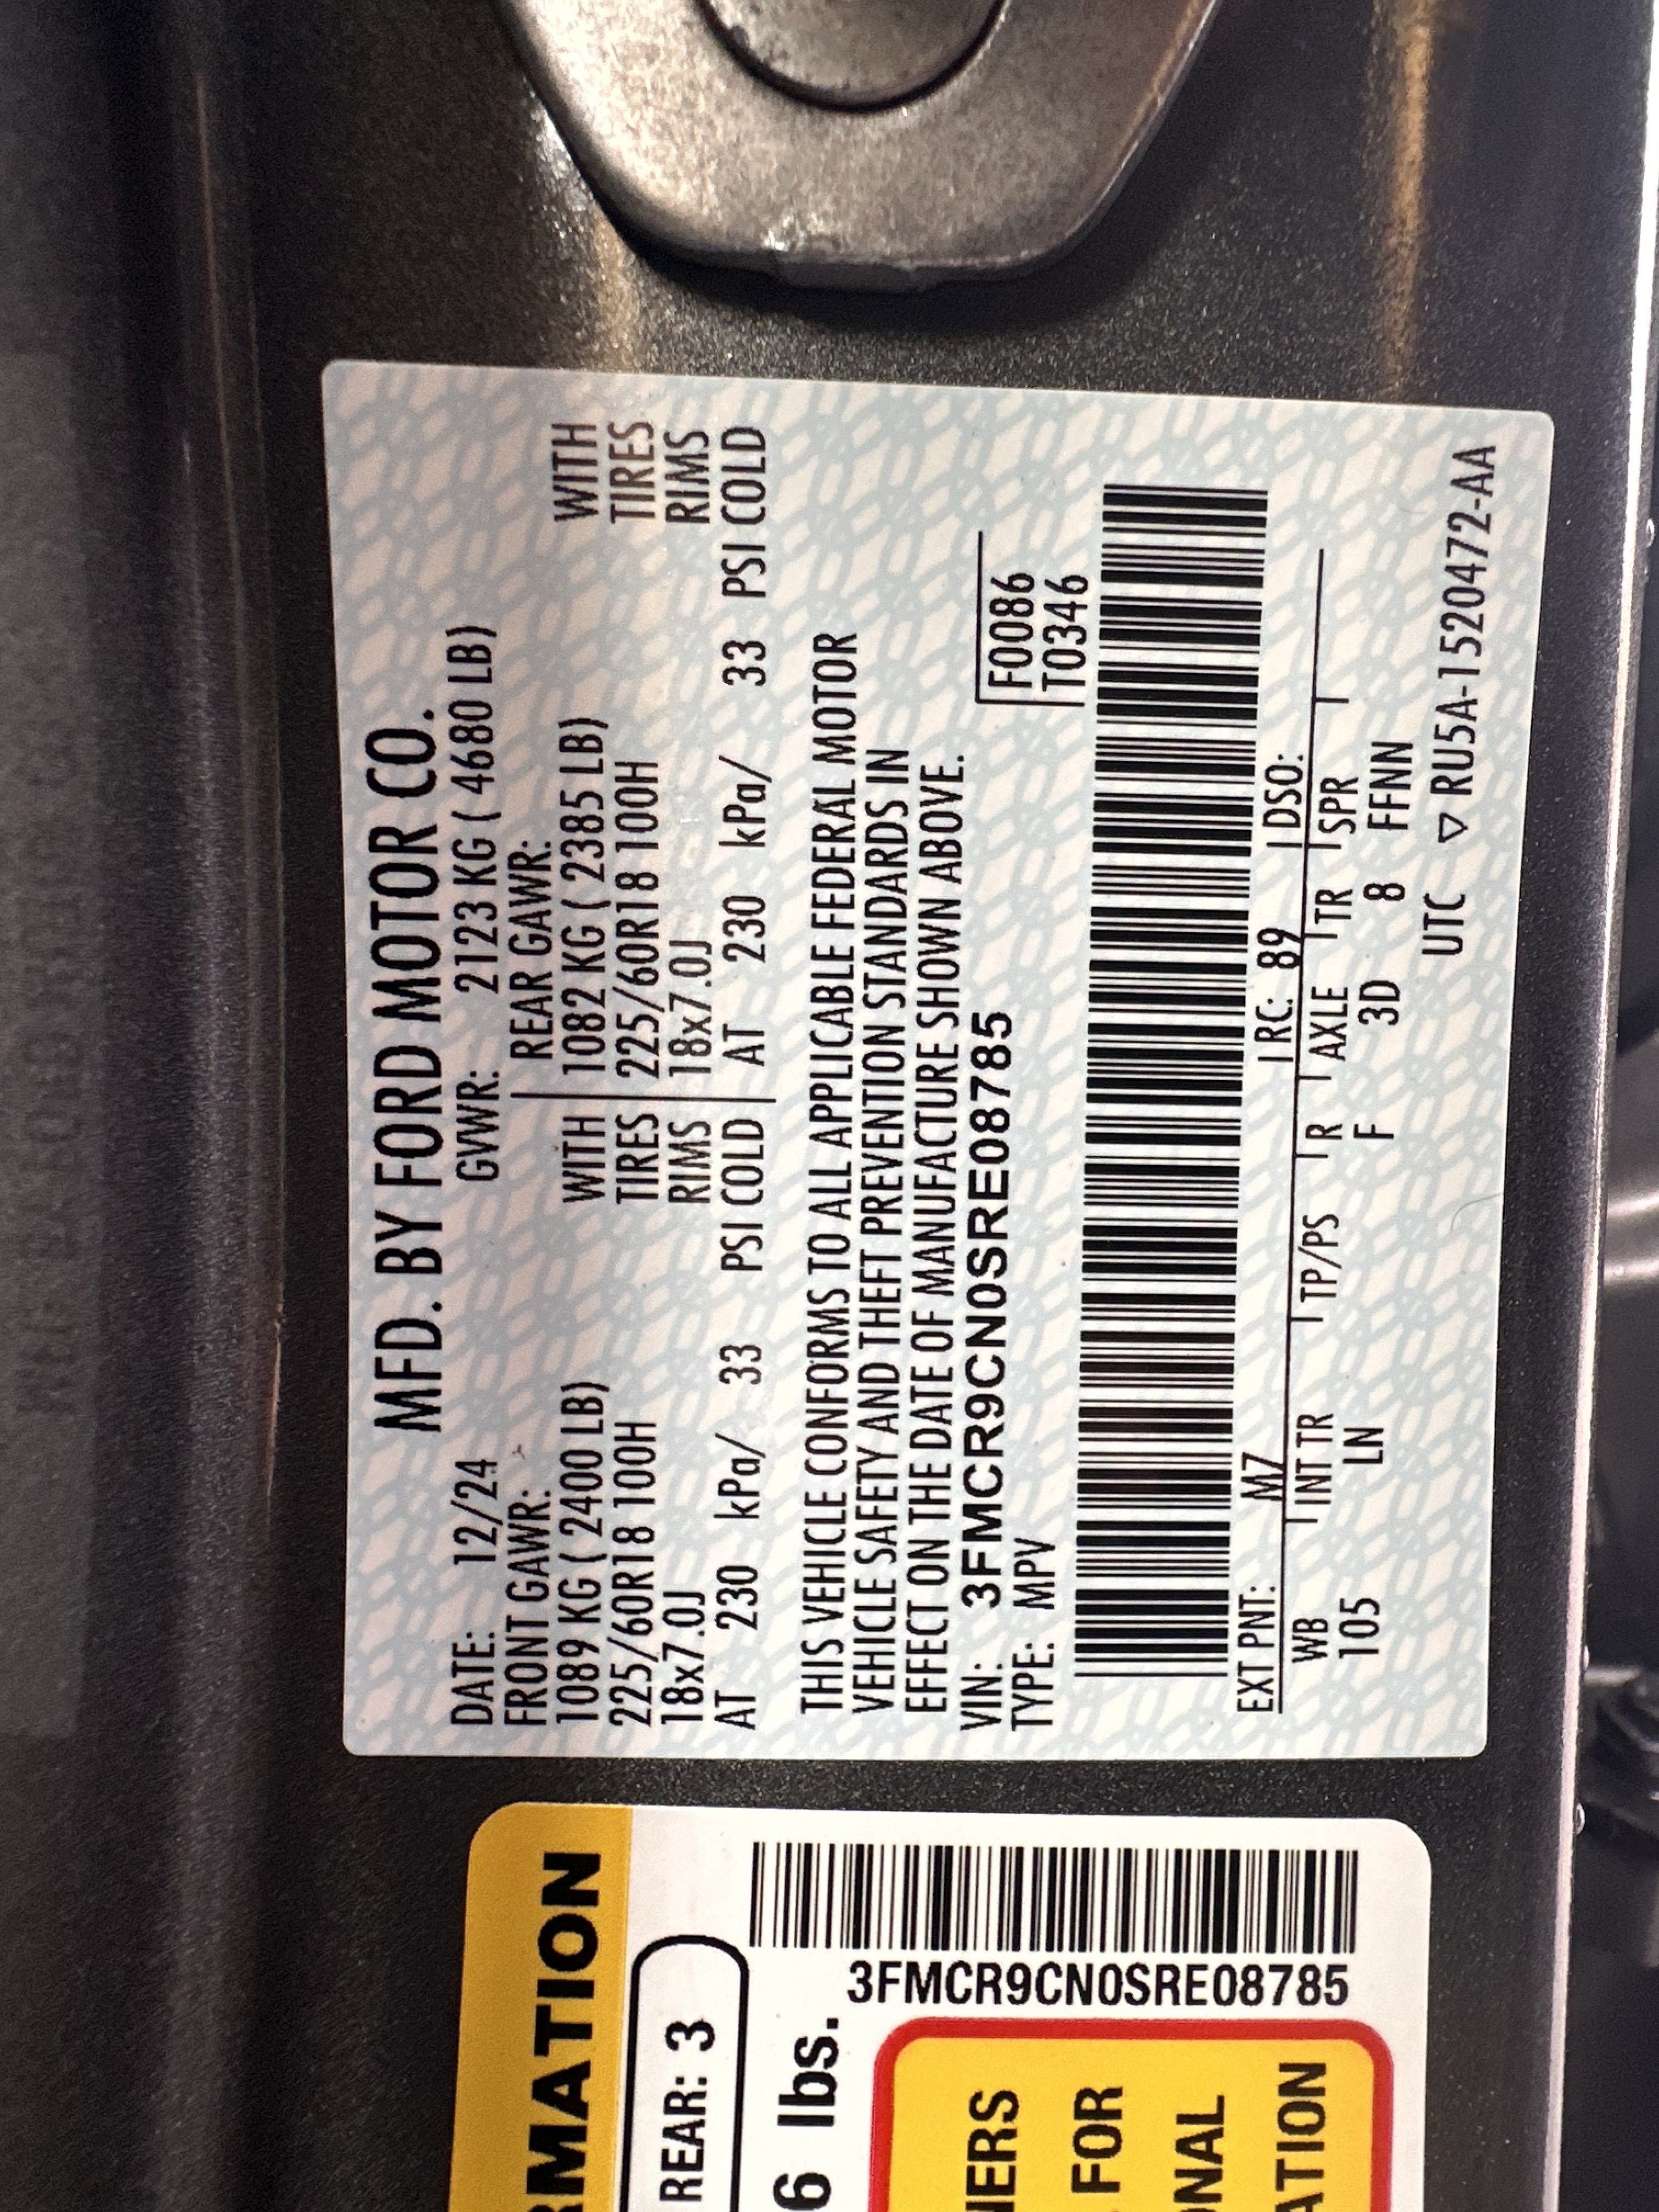 MFD. BY FORD MOTOR CO.
DATE: 12/24 GVWR: 2123 KG ( 4680 LB)
FRONT GAWR: REAR GAWR:
1089 KG ( 2400 LB) WITH 1082 KG ( 2385 LB) WITH
225/60R18 100H TIRES 225/60R18 100H TIRES
18x7.0J RIMS 18x7.0J RIMS
AT 230 kPa/ 33 PSI COLD AT 230 kPa/ 33 PSI COLD
THIS VEHICLE CONFORMS TO ALL APPLICABLE FEDERAL MOTOR
VEHICLE SAFETY AND THEFT PREVENTION STANDARDS IN
EFFECT ON THE DATE OF MANUFACTURE SHOWN ABOVE.
VIN: 3FMCR9CN0SRE08785
TYPE: MPV
F0086
T0346
EXT PNT: MZ RC: 89 DSO:
WB INT TR TP/PS R AXLE TR SPR
105 LN F 3D 8 FFNN
UTC ▽ RU5A-1520472-AA
RMATION
REAR: 3
6 lbs.
3FMCR9CN0SRE08785
NERS
FOR
ONAL
ATION